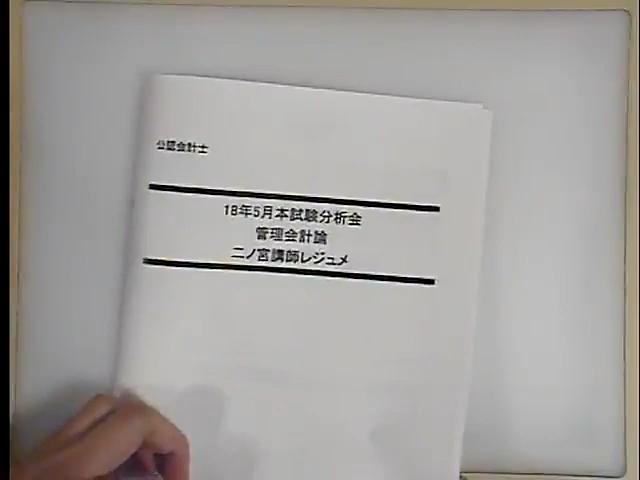 公認会計士
18年5月本試験分析会
管理会計論
二ノ宮講師レジュメ